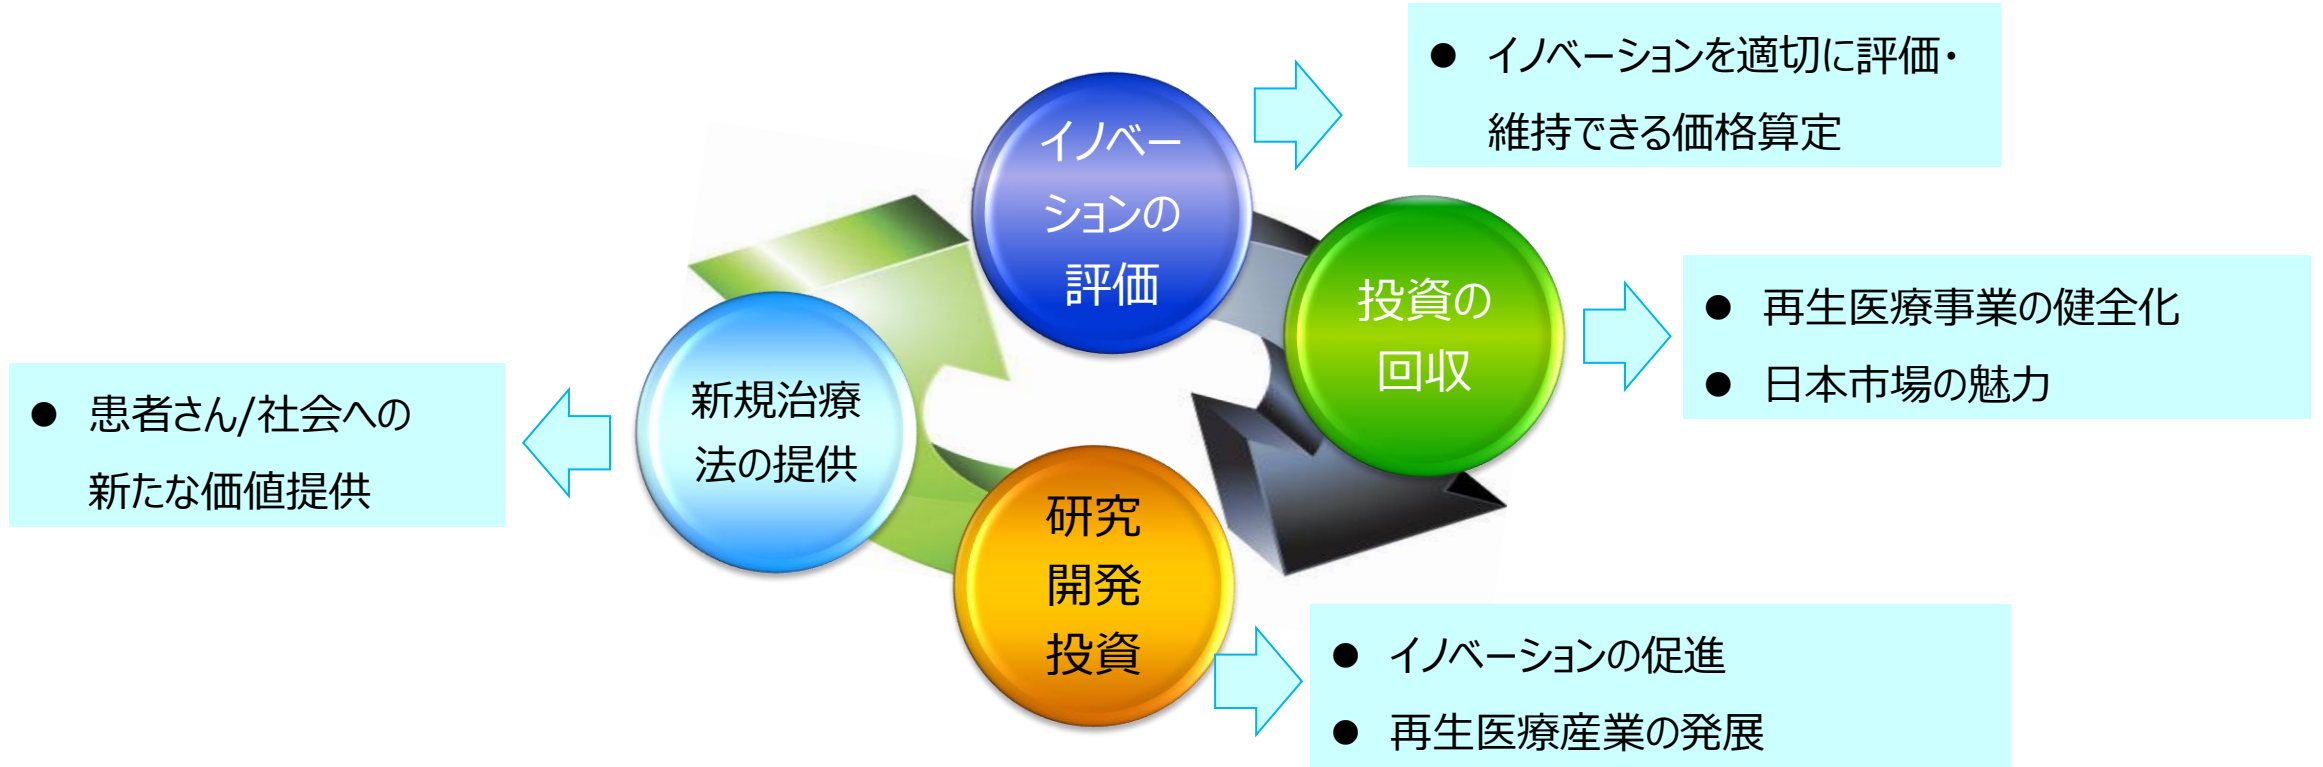 イノベーションを適切に評価・
維持できる価格算定
イノベー
ションの
評価
投資の
回収
● 再生医療事業の健全化
● 日本市場の魅力
新規治療
法の提供
● 患者さん/社会への
新たな価値提供
研究
開発
投資
● イノベーションの促進
● 再生医療産業の発展